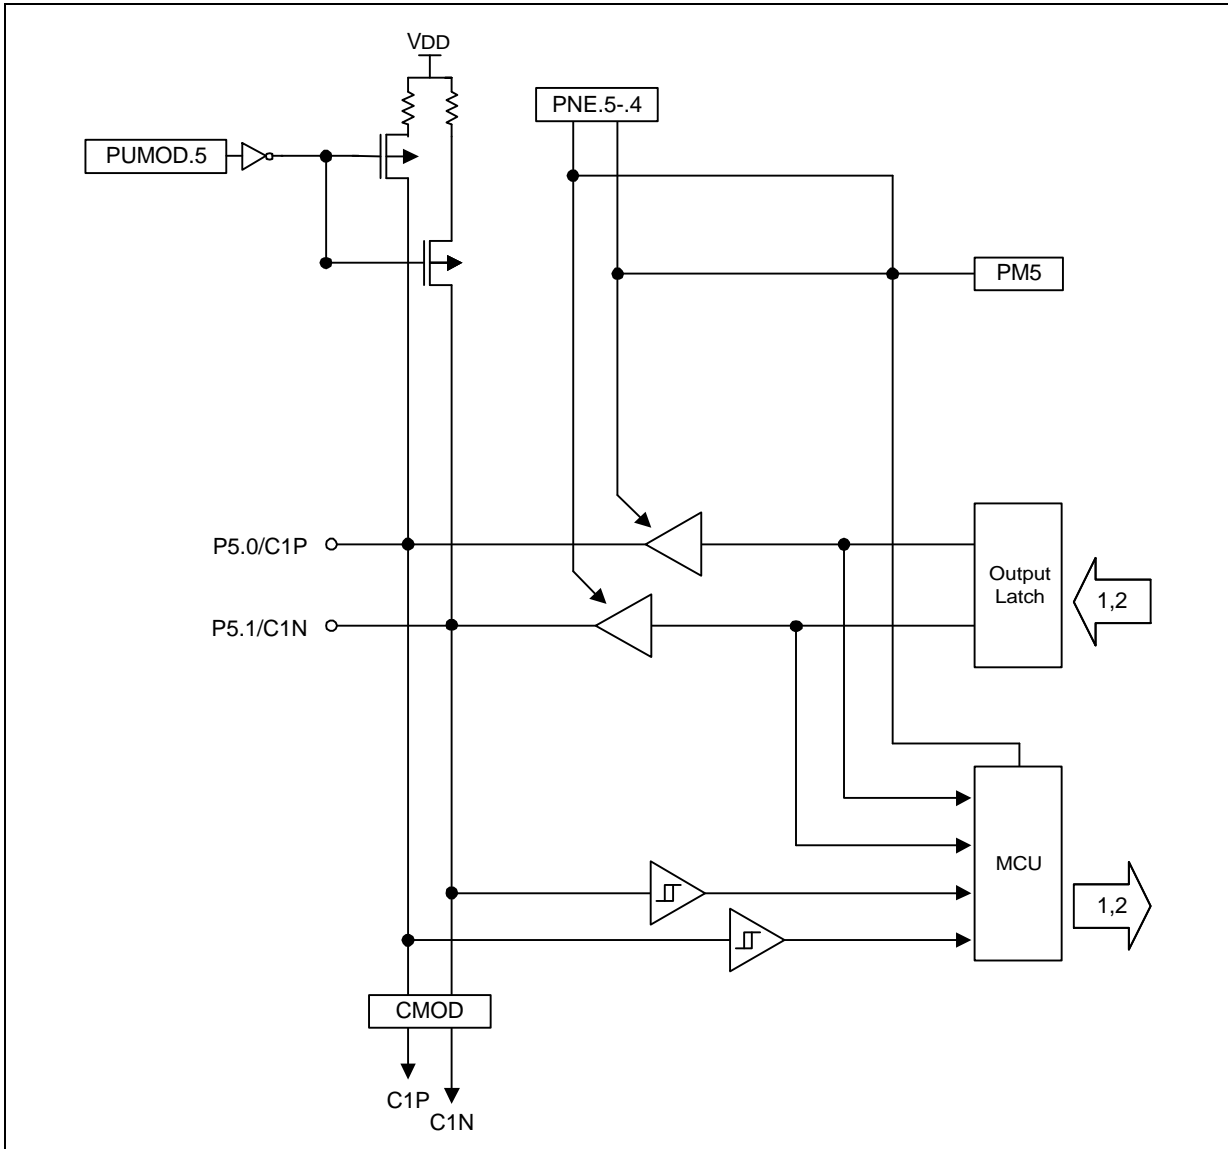 VDD
PNE.5-.4
PUMOD.5
PM5
P5.0/C1P
Output
Latch
1,2
P5.1/C1N
MCU
1,2
CMOD
C1P
C1N